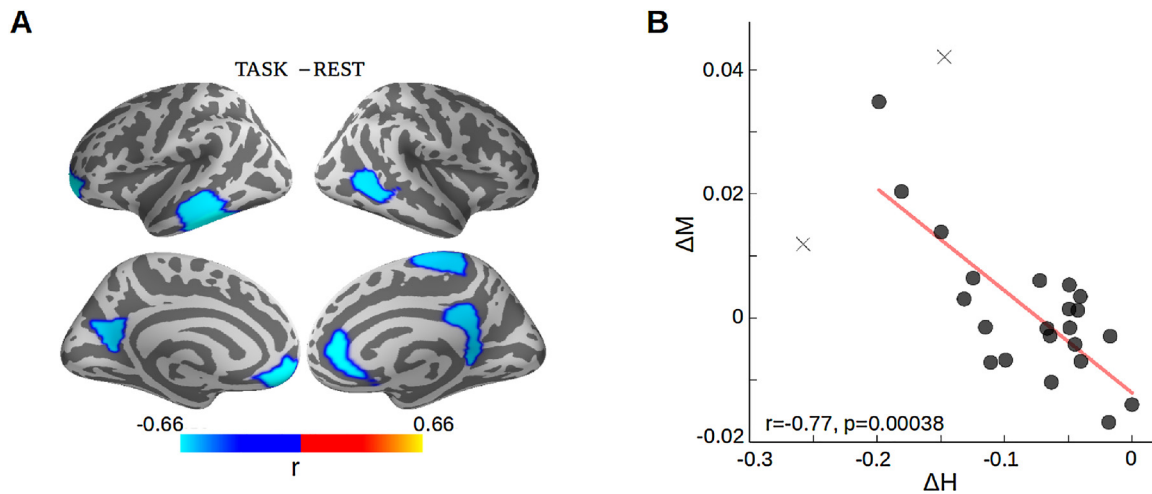 A
TASK –REST
-0.66
0.66
r
B
ΔM
0.04
0.02
0
-0.02
r=-0.77, p=0.00038
-0.3
-0.2
-0.1
0
ΔH